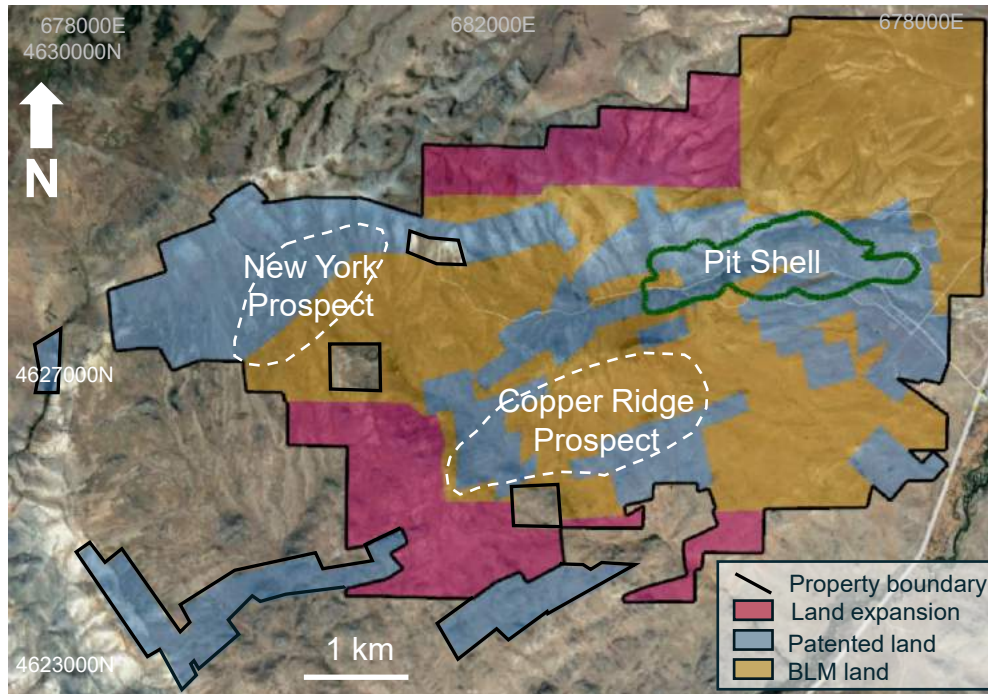 678000E
682000E
678000E
4630000N
N
New York
Prospect
Pit Shell
4627000N
Copper Ridge
Prospect
4623000N
1 km
Property boundary
Land expansion
Patented land
BLM land